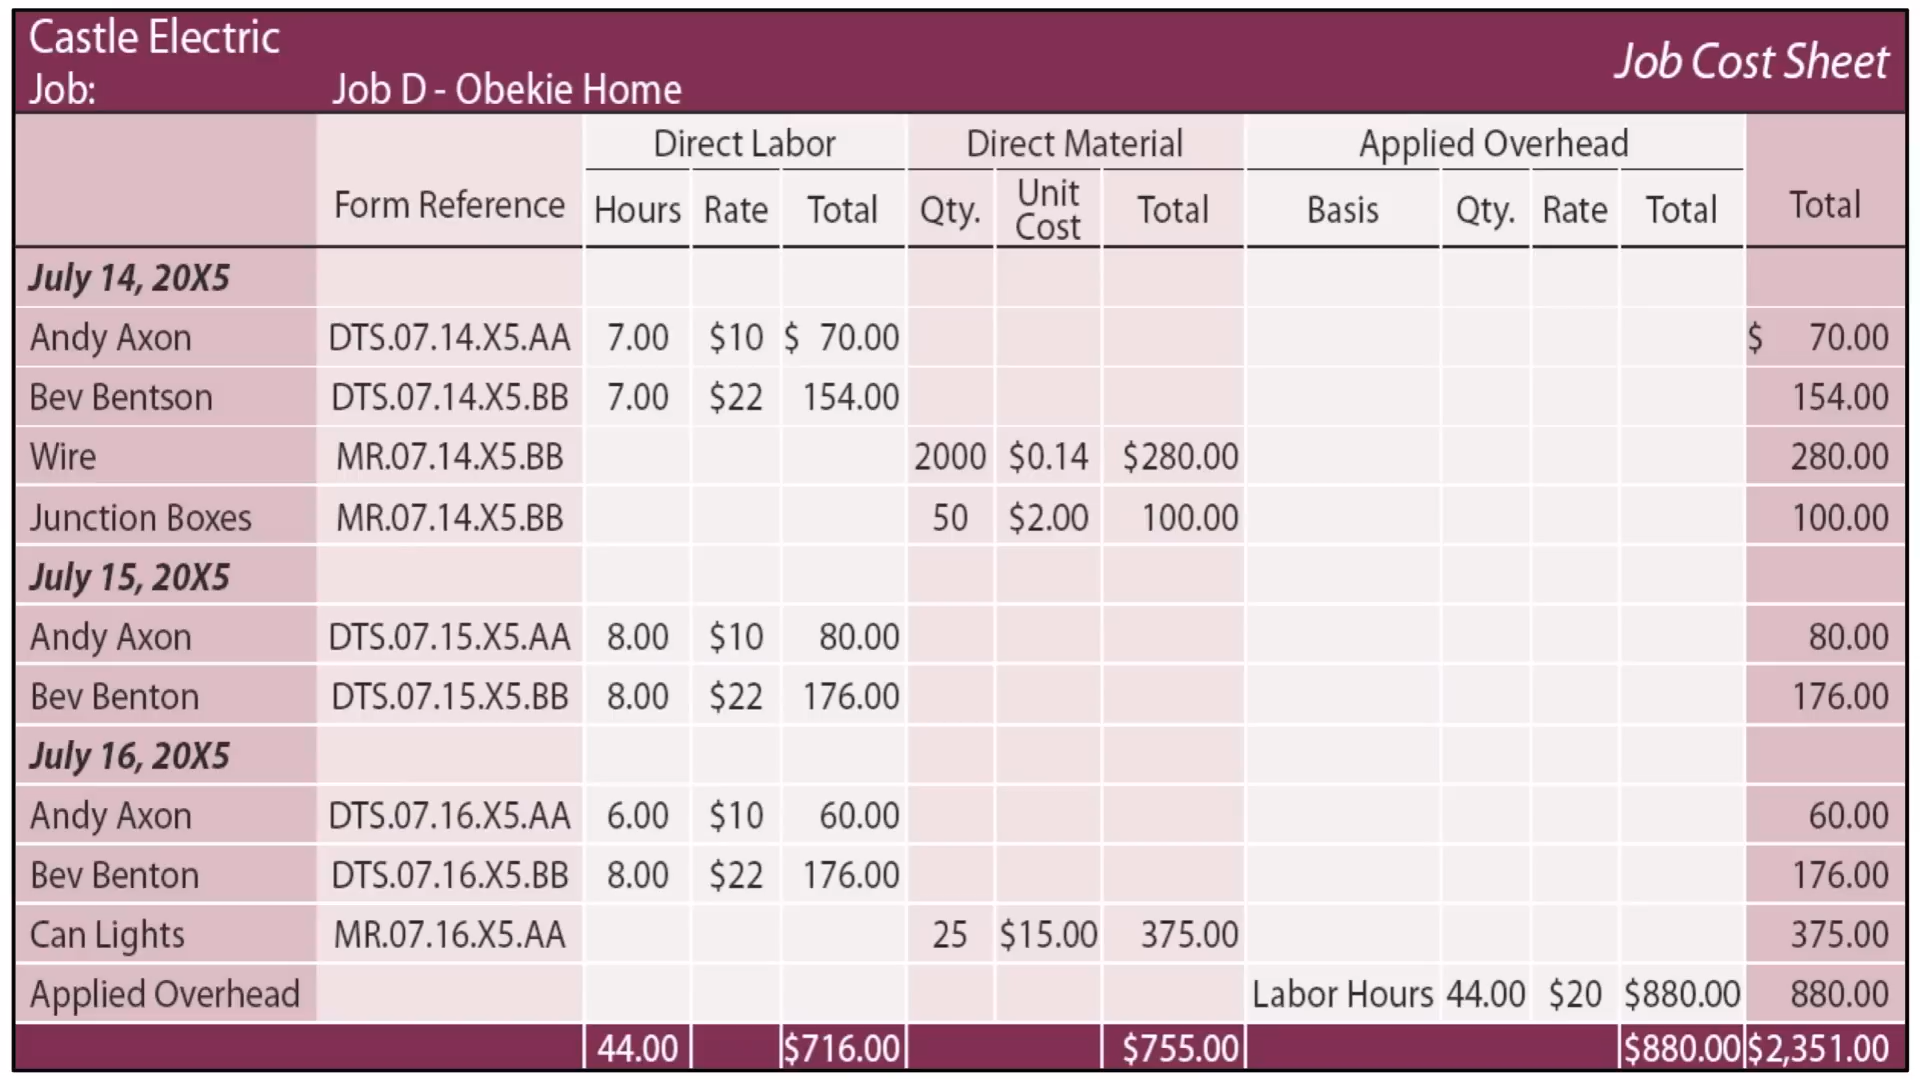 Castle Electric
Job Cost Sheet
Job: Job D - Obekie Home
Direct Labor Direct Material Applied Overhead
Form Reference Hours Rate Total Qty. Unit Cost Total Basis Qty. Rate Total Total
July 14, 20X5
Andy Axon DTS.07.14.X5.AA 7.00 $10 $ 70.00 $ 70.00
Bev Bentson DTS.07.14.X5.BB 7.00 $22 154.00 154.00
Wire MR.07.14.X5.BB 2000 $0.14 $280.00 280.00
Junction Boxes MR.07.14.X5.BB 50 $2.00 100.00 100.00
July 15, 20X5
Andy Axon DTS.07.15.X5.AA 8.00 $10 80.00 80.00
Bev Benton DTS.07.15.X5.BB 8.00 $22 176.00 176.00
July 16, 20X5
Andy Axon DTS.07.16.X5.AA 6.00 $10 60.00 60.00
Bev Benton DTS.07.16.X5.BB 8.00 $22 176.00 176.00
Can Lights MR.07.16.X5.AA 25 $15.00 375.00 375.00
Applied Overhead Labor Hours 44.00 $20 $880.00 880.00
44.00 $716.00 $755.00 $880.00 $2,351.00